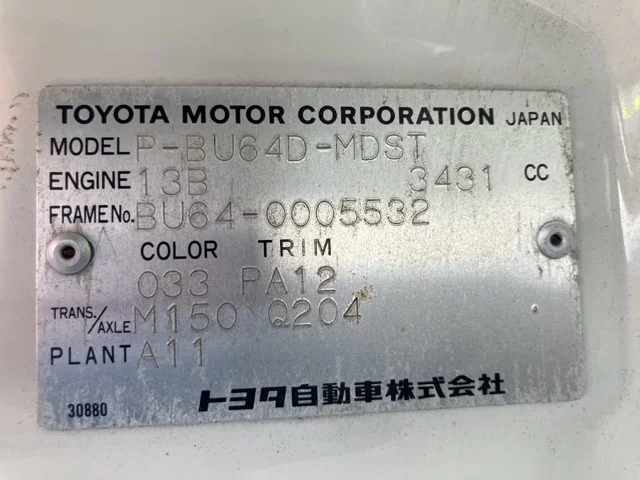 TOYOTA MOTOR CORPORATION JAPAN
MODEL P-BU64D-MDST
ENGINE 13B 3431 CC
FRAME No. BU64-0005532
COLOR TRIM
033 PA12
TRANS./AXLE M150 Q204
PLANT A11
30880 トヨタ自動車株式会社